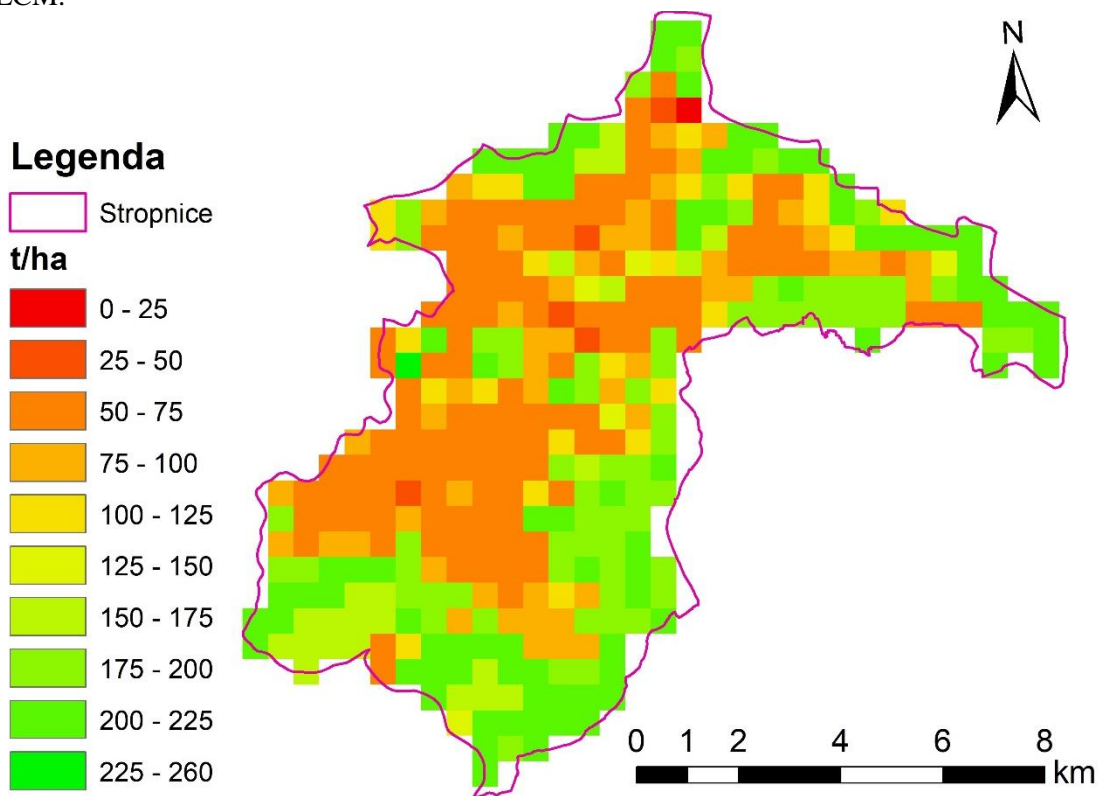 ECM.
N
Legenda
Stropnice
t/ha
0 - 25
25 - 50
50 - 75
75 - 100
100 - 125
125 - 150
150 - 175
175 - 200
200 - 225
225 - 260
0 1 2 4 6 8
km